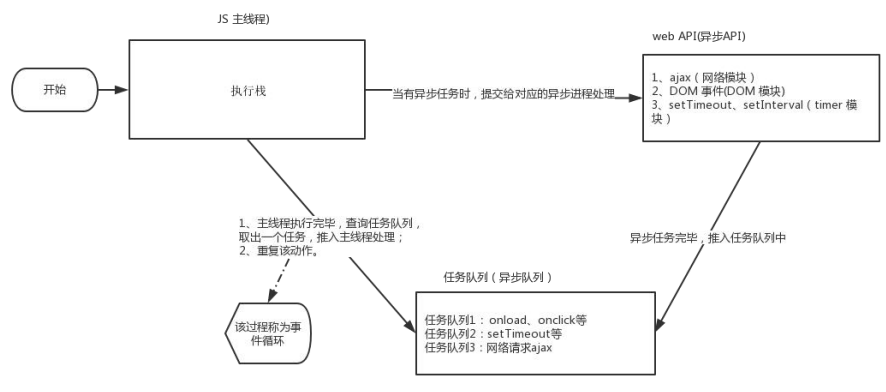 JS 主线程)
web API(异步API)
开始
执行栈
当有异步任务时，提交给对应的异步进程处理
1、ajax（网络模块）
2、DOM 事件(DOM 模块)
3、setTimeout、setInterval（timer 模
块）
1、主线程执行完毕，查询任务队列，
取出一个任务，推入主线程处理；
2、重复该动作。
异步任务完毕，推入任务队列中
任务队列（异步队列）
该过程称为事
件循环
任务队列1： onload、onclick等
任务队列2：setTimeout等
任务队列3：网络请求ajax